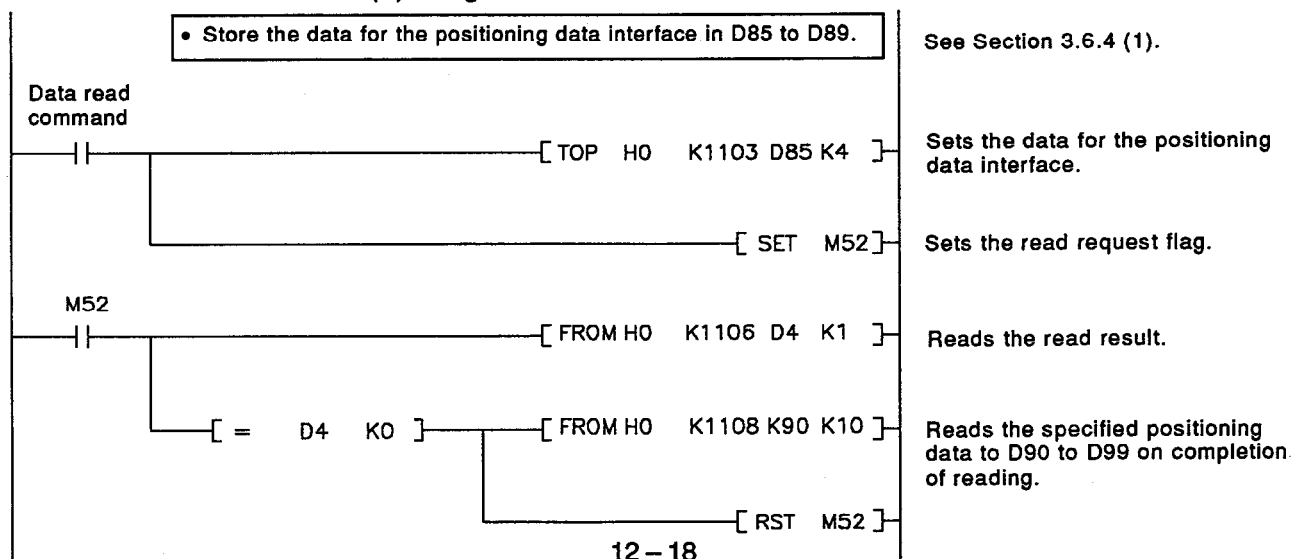 • Store the data for the positioning data interface in D85 to D89.
See Section 3.6.4 (1).
Data read
command
[ TOP H0 K1103 D85 K4 ]
Sets the data for the positioning
data interface.
[ SET M52 ]
Sets the read request flag.
M52
[ FROM H0 K1106 D4 K1 ]
Reads the read result.
[ = D4 K0 ]
[ FROM H0 K1108 K90 K10 ]
Reads the specified positioning
data to D90 to D99 on completion
of reading.
[ RST M52 ]
12–18